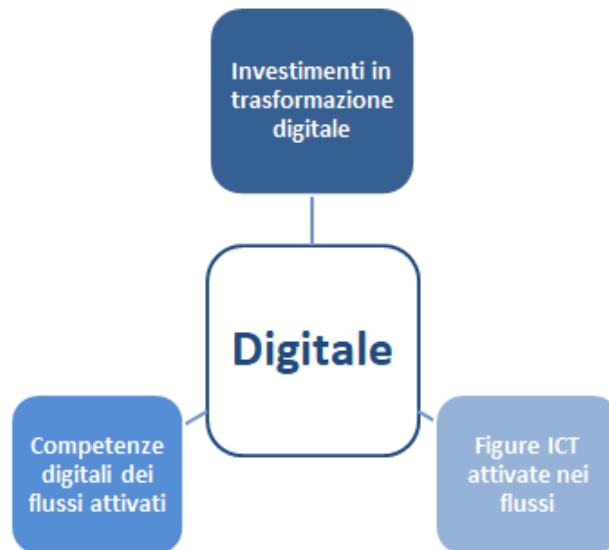 Investimenti in
trasformazione
digitale
Digitale
Competenze
digitali dei
flussi attivati
Figure ICT
attivate nei
flussi